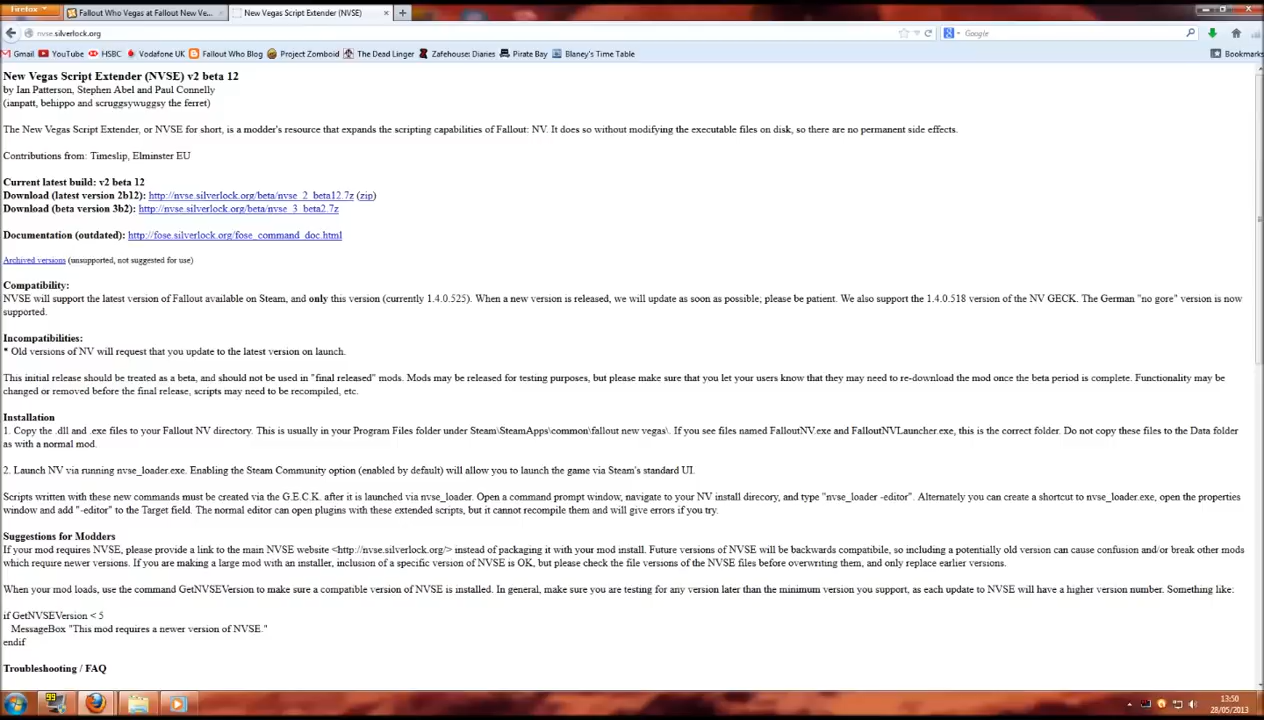 Firefox
Fallout Who Vegas at Fallout New Ve...
New Vegas Script Extender (NVSE)
nvse.silverlock.org
Google
Gmail YouTube HSBC Vodafone UK Fallout Who Blog Project Zomboid The Dead Linger Zafehouse: Diaries Pirate Bay Blaney's Time Table
Bookmarks
New Vegas Script Extender (NVSE) v2 beta 12
by Ian Patterson, Stephen Abel and Paul Connelly
(ianpatt, behippo and scruggsywuggsy the ferret)
The New Vegas Script Extender, or NVSE for short, is a modder's resource that expands the scripting capabilities of Fallout: NV. It does so without modifying the executable files on disk, so there are no permanent side effects.
Contributions from: Timeslip, Elminster EU
Current latest build: v2 beta 12
Download (latest version 2b12): http://nvse.silverlock.org/beta/nvse_2_beta12.7z (zip)
Download (beta version 3b2): http://nvse.silverlock.org/beta/nvse_3_beta2.7z
Documentation (outdated): http://fose.silverlock.org/fose_command_doc.html
Archived versions (unsupported, not suggested for use)
Compatibility:
NVSE will support the latest version of Fallout available on Steam, and only this version (currently 1.4.0.525). When a new version is released, we will update as soon as possible; please be patient. We also support the 1.4.0.518 version of the NV GECK. The German "no gore" version is now
supported.
Incompatibilities:
* Old versions of NV will request that you update to the latest version on launch.
This initial release should be treated as a beta, and should not be used in "final released" mods. Mods may be released for testing purposes, but please make sure that you let your users know that they may need to re-download the mod once the beta period is complete. Functionality may be
changed or removed before the final release, scripts may need to be recompiled, etc.
Installation
1. Copy the .dll and .exe files to your Fallout NV directory. This is usually in your Program Files folder under Steam\SteamApps\common\fallout new vegas\. If you see files named FalloutNV.exe and FalloutNVLauncher.exe, this is the correct folder. Do not copy these files to the Data folder
as with a normal mod.
2. Launch NV via running nvse_loader.exe. Enabling the Steam Community option (enabled by default) will allow you to launch the game via Steam's standard UI.
Scripts written with these new commands must be created via the G.E.C.K. after it is launched via nvse_loader. Open a command prompt window, navigate to your NV install direcory, and type "nvse_loader -editor". Alternately you can create a shortcut to nvse_loader.exe, open the properties
window and add "-editor" to the Target field. The normal editor can open plugins with these extended scripts, but it cannot recompile them and will give errors if you try.
Suggestions for Modders
If your mod requires NVSE, please provide a link to the main NVSE website <http://nvse.silverlock.org/> instead of packaging it with your mod install. Future versions of NVSE will be backwards compatibile, so including a potentially old version can cause confusion and/or break other mods
which require newer versions. If you are making a large mod with an installer, inclusion of a specific version of NVSE is OK, but please check the file versions of the NVSE files before overwriting them, and only replace earlier versions.
When your mod loads, use the command GetNVSEVersion to make sure a compatible version of NVSE is installed. In general, make sure you are testing for any version later than the minimum version you support, as each update to NVSE will have a higher version number. Something like:
if GetNVSEVersion < 5
MessageBox "This mod requires a newer version of NVSE."
endif
Troubleshooting / FAQ
99
13:50
28/05/2013